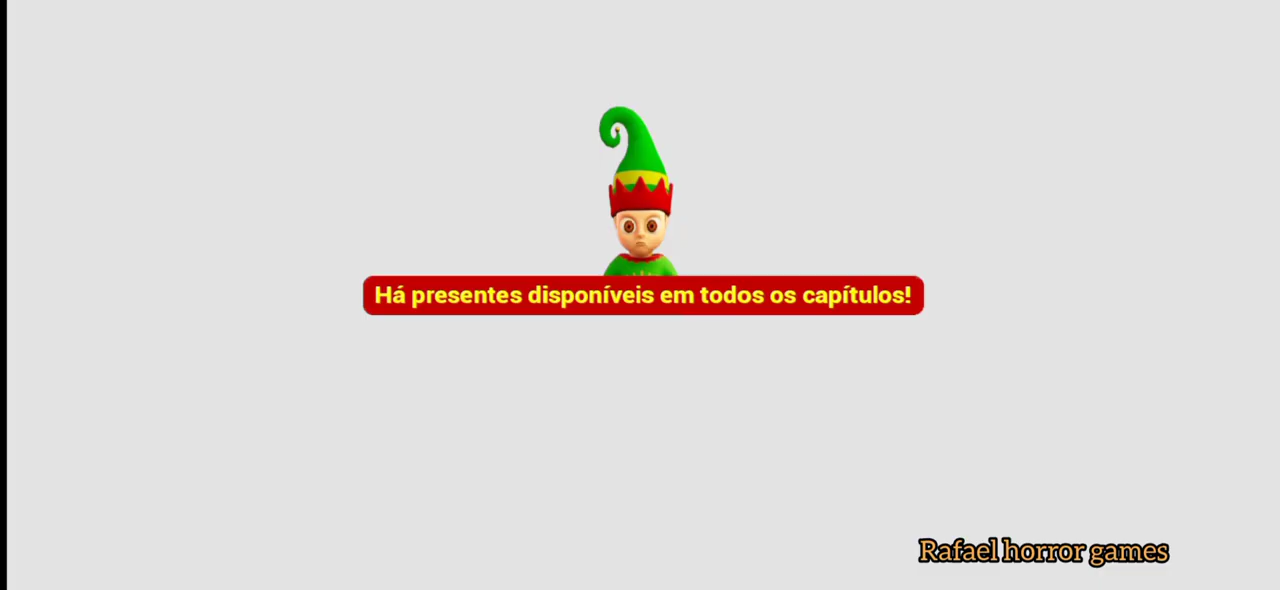 Há presentes disponíveis em todos os capítulos!
Rafael horror games